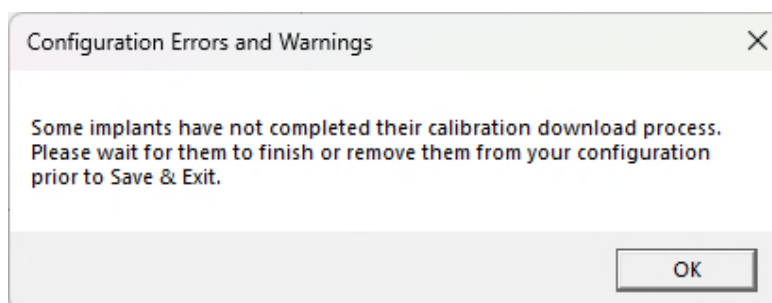 Configuration Errors and Warnings
Some implants have not completed their calibration download process.
Please wait for them to finish or remove them from your configuration
prior to Save & Exit.
OK